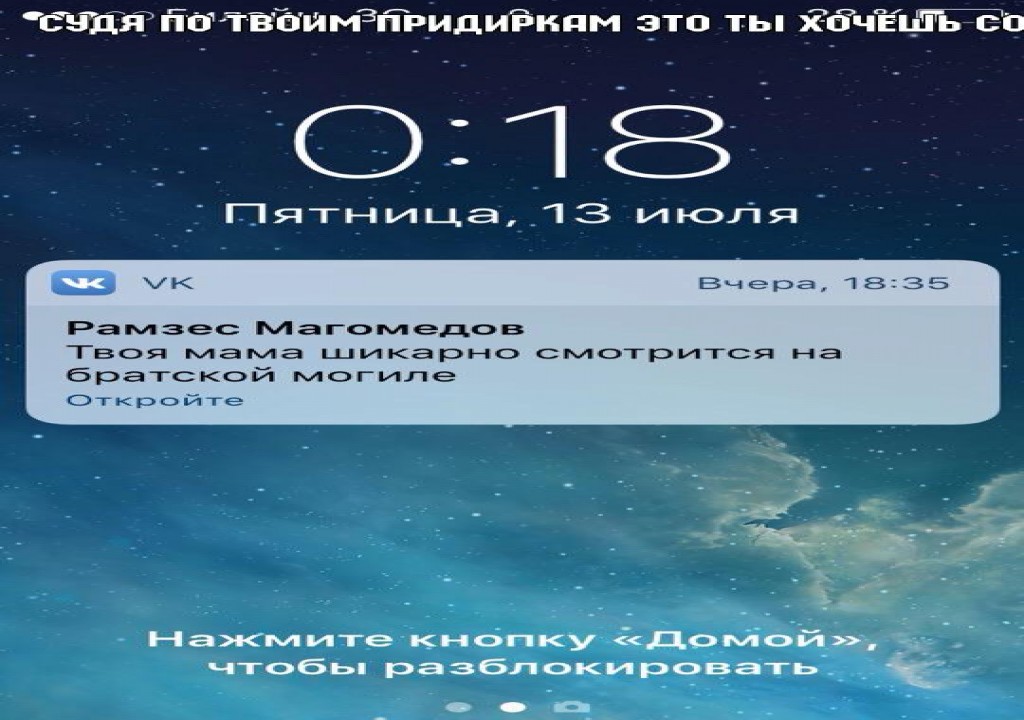 СУДЯ ПО ТВОИМ ПРИДИРКАМ ЭТО ТЫ ХОЧЕШЬ СО
0:18
Пятница, 13 июля
VK Вчера, 18:35
Рамзес Магомедов
Твоя мама шикарно смотрится на
братской могиле
Откройте
Нажмите кнопку «Домой»,
чтобы разблокировать